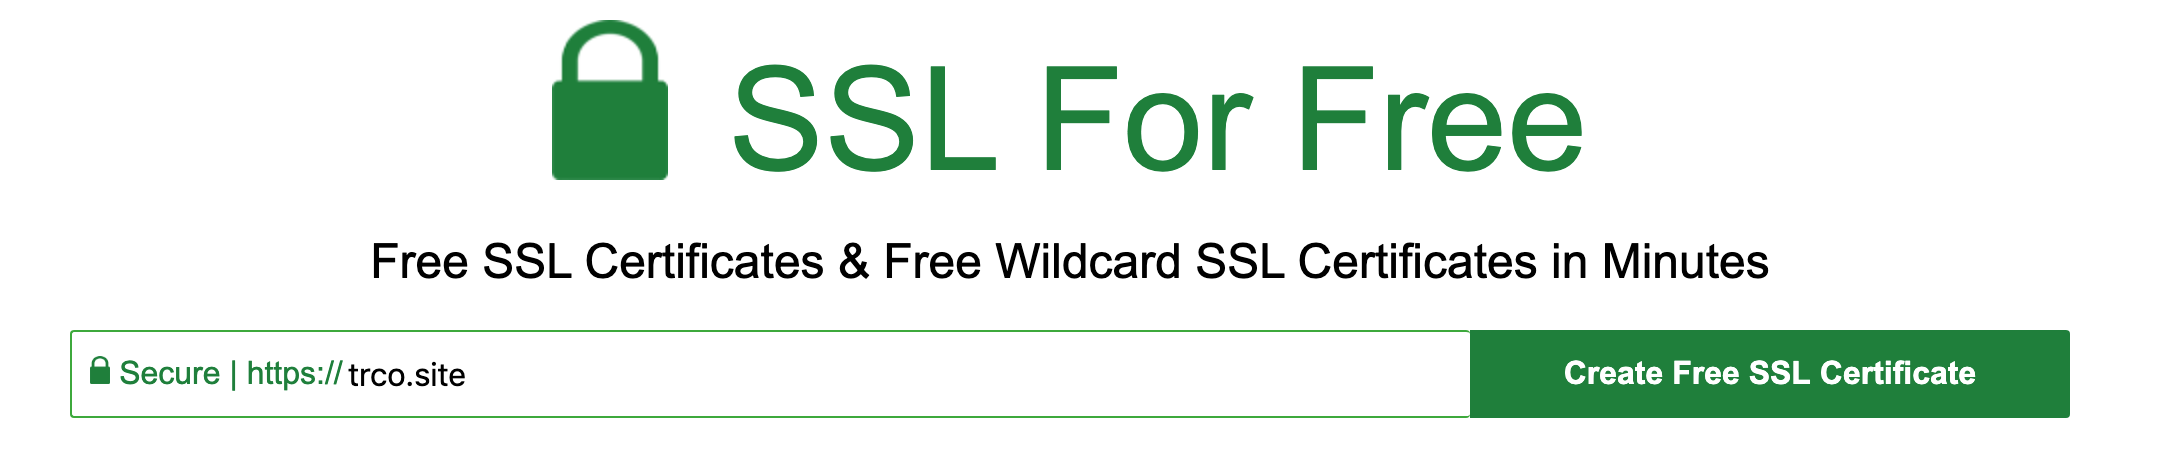 SSL For Free
Free SSL Certificates & Free Wildcard SSL Certificates in Minutes
Secure | https:// trco.site
Create Free SSL Certificate